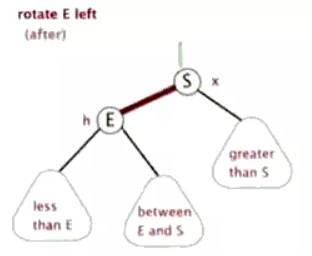 rotate E left
(after)
S x
h E
greater
than S
less
than E
between
E and S